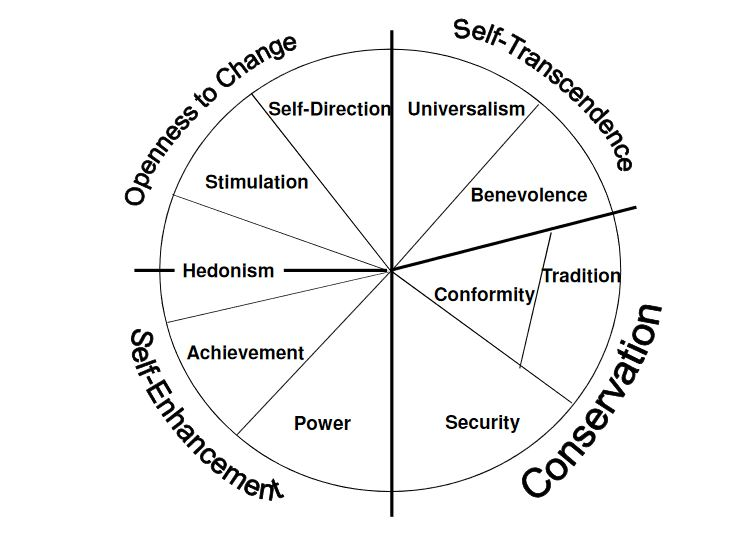 Openness to Change
Self-Transcendence
Self-Direction
Universalism
Stimulation
Benevolence
Hedonism
Conformity
Tradition
Achievement
Power
Security
Self-Enhancement
Conservation